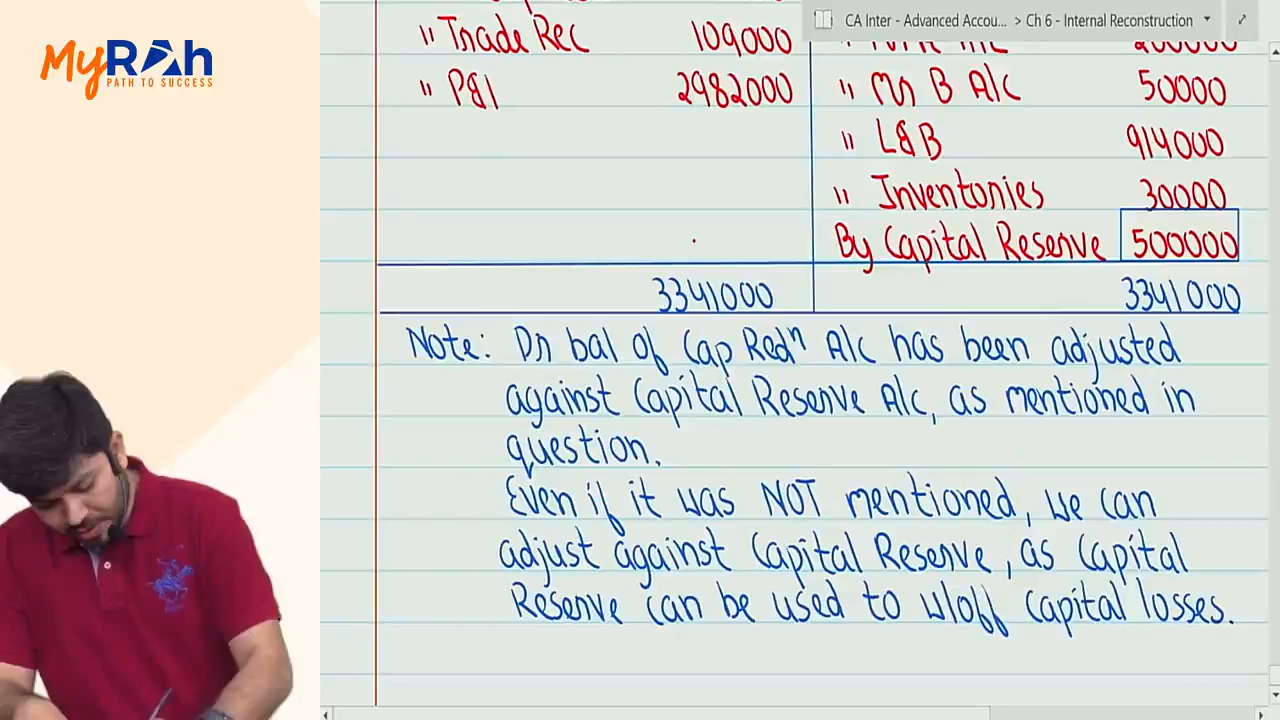 CA Inter - Advanced Accou... > Ch 6 - Internal Reconstruction
MyRAh
PATH TO SUCCESS
" Trade Rec 109000
" P&L 2982000
" Mr B A/c 50000
" L&B 914000
" Inventories 30000
By Capital Reserve 500000
3341000 3341000
Note: Dr bal of Cap Redn A/c has been adjusted
against Capital Reserve A/c, as mentioned in
question.
Even if it was NOT mentioned, we can
adjust against Capital Reserve, as Capital
Reserve can be used to w/off capital losses.